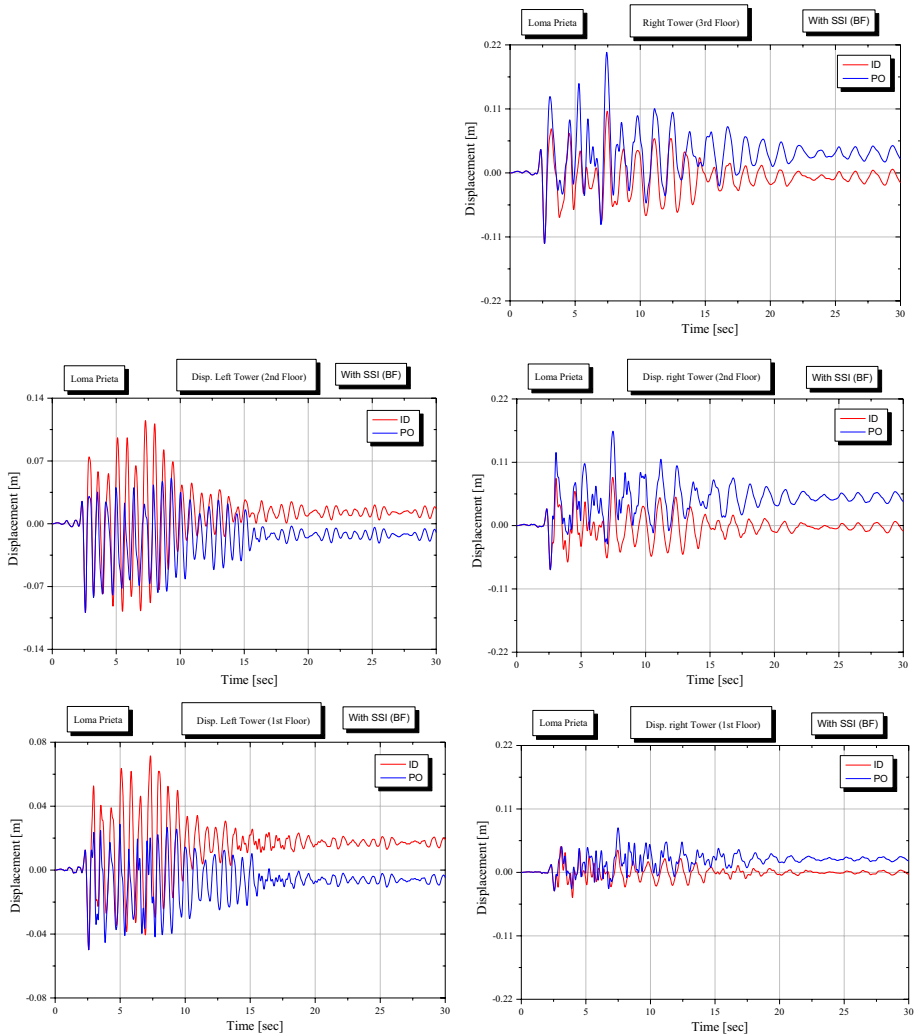 Loma Prieta
Right Tower (3rd Floor)
With SSI (BF)
0.22
0.11
0.00
-0.11
-0.22
Displacement [m]
ID
PO
0 5 10 15 20 25 30
Time [sec]
Loma Prieta
Disp. Left Tower (2nd Floor)
With SSI (BF)
0.14
0.07
0.00
-0.07
-0.14
Displacement [m]
ID
PO
0 5 10 15 20 25 30
Time [sec]
Loma Prieta
Disp. right Tower (2nd Floor)
With SSI (BF)
0.22
0.11
0.00
-0.11
-0.22
Displacement [m]
ID
PO
0 5 10 15 20 25 30
Time [sec]
Loma Prieta
Disp. Left Tower (1st Floor)
With SSI (BF)
0.08
0.04
0.00
-0.04
-0.08
Displacement [m]
ID
PO
0 5 10 15 20 25 30
Time [sec]
Loma Prieta
Disp. right Tower (1st Floor)
With SSI (BF)
0.22
0.11
0.00
-0.11
-0.22
Displacement [m]
ID
PO
0 5 10 15 20 25 30
Time [sec]